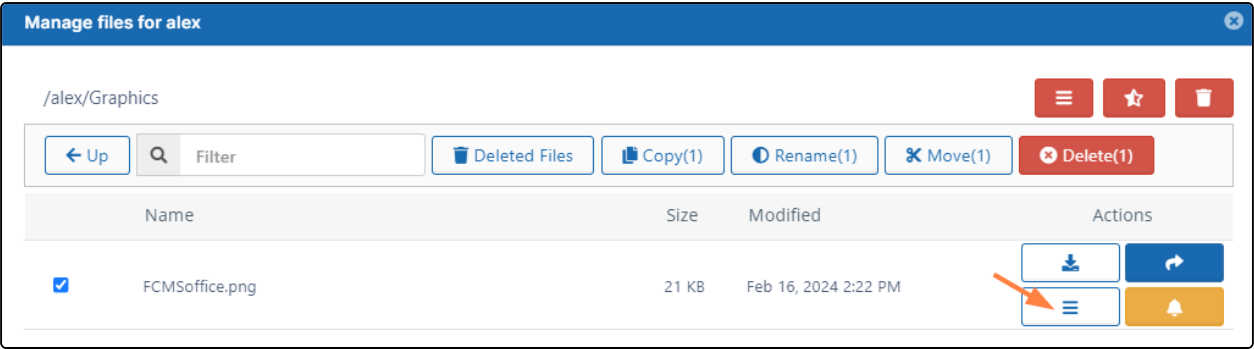 Manage files for alex
/alex/Graphics
Up Filter Deleted Files Copy(1) Rename(1) Move(1) Delete(1)
Name Size Modified Actions
FCMSoffice.png 21 KB Feb 16, 2024 2:22 PM